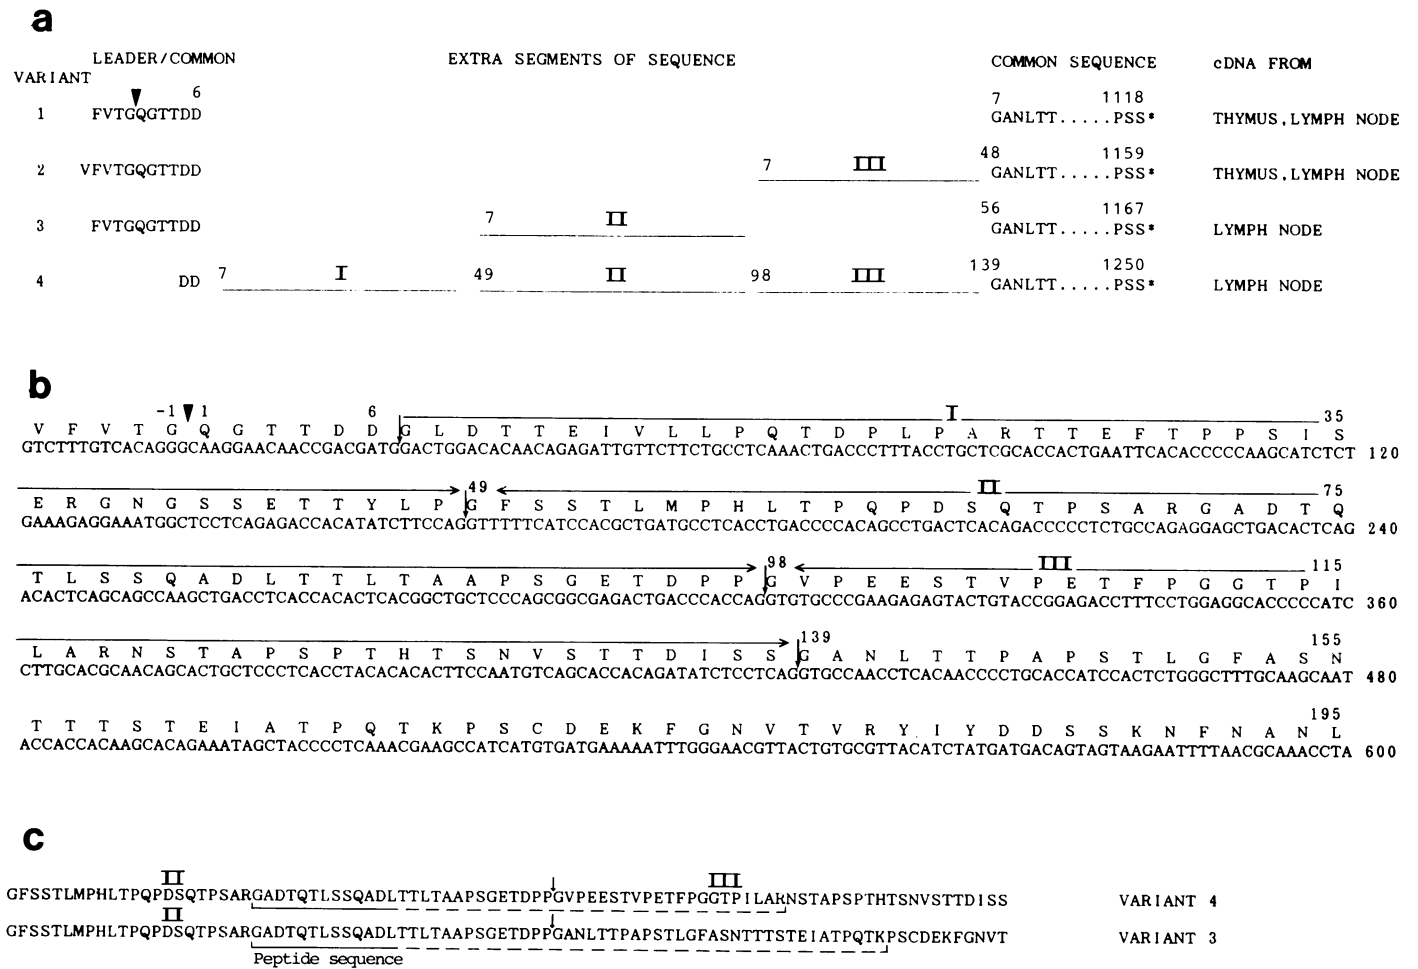 a
LEADER/COMMON EXTRA SEGMENTS OF SEQUENCE COMMON SEQUENCE cDNA FROM
VARIANT
6 7 1118
1 FVTGQGTTDD GANLTT.....PSS* THYMUS,LYMPH NODE
7 III 48 1159
2 VFVTGQGTTDD GANLTT.....PSS* THYMUS,LYMPH NODE
7 II 56 1167
3 FVTGQGTTDD GANLTT.....PSS* LYMPH NODE
7 I 49 II 98 III 139 1250
4 DD GANLTT.....PSS* LYMPH NODE
b
-1 1 6 I 35
V F V T G Q G T T D D G L D T T E I V L L P Q T D P L P A R T T E F T P P S I S
GTCTTTGTCACAGGGCAAGGAACAACCGACGATGGACTGGACACAACAGAGATTGTTCTTCTGCCTCAAACTGACCCTTTACCTGCTCGCACCACTGAATTCACACCCCCAAGCATCTCT 120
49 II 75
E R G N G S S E T T Y L P G F S S T L M P H L T P Q P D S Q T P S A R G A D T Q
GAAAGAGGAAATGGCTCCTCAGAGACCACATATCTTCCAGGTTTTTCATCCACGCTGATGCCTCACCTGACCCCACAGCCTGACTCACAGACCCCCTCTGCCAGAGGAGCTGACACTCAG 240
98 III 115
T L S S Q A D L T T L T A A P S G E T D P P G V P E E S T V P E T F P G G T P I
ACACTCAGCAGCCAAGCTGACCTCACCACACTCACGGCTGCTCCCAGCGGCGAGACTGACCCACCAGGTGTGCCCGAAGAGAGTACTGTACCGGAGACCTTTCCTGGAGGCACCCCCATC 360
139 155
L A R N S T A P S P T H T S N V S T T D I S S G A N L T T P A P S T L G F A S N
CTTGCACGCAACAGCACTGCTCCCTCACCTACACACACTTCCAATGTCAGCACCACAGATATCTCCTCAGGTGCCAACCTCACAACCCCTGCACCATCCACTCTGGGCTTTGCAAGCAAT 480
195
T T T S T E I A T P Q T K P S C D E K F G N V T V R Y I Y D D S S K N F N A N L
ACCACCACAAGCACAGAAATAGCTACCCCTCAAACGAAGCCATCATGTGATGAAAAATTTGGGAACGTTACTGTGCGTTACATCTATGATGACAGTAGTAAGAATTTTAACGCAAACCTA 600
c
II III
GFSSTLMPHLTPQPDSQTPSARGADTQTLSSQADLTTLTAAPSGETDPPGVPEESTVPETFPGGTPILARNSTAPSPTHTSNVSTTDISS VARIANT 4
II
GFSSTLMPHLTPQPDSQTPSARGADTQTLSSQADLTTLTAAPSGETDPPGANLTTPAPSTLGFASNTTTSTEIATPQTKPSCDEKFGNVT VARIANT 3
Peptide sequence